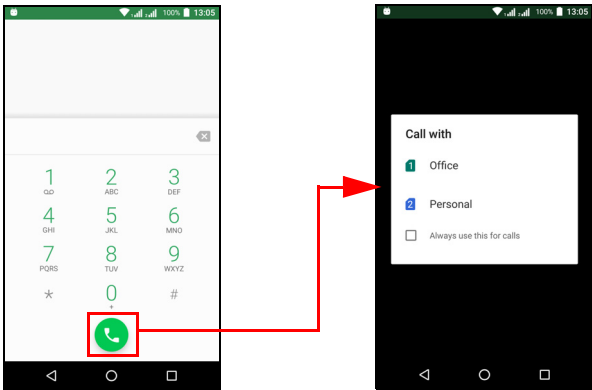 100% 13:05
1 2 3
ABC DEF
4 5 6
GHI JKL MNO
7 8 9
PQRS TUV WXYZ
* 0 #
+
100% 13:05
Call with
1 Office
2 Personal
Always use this for calls